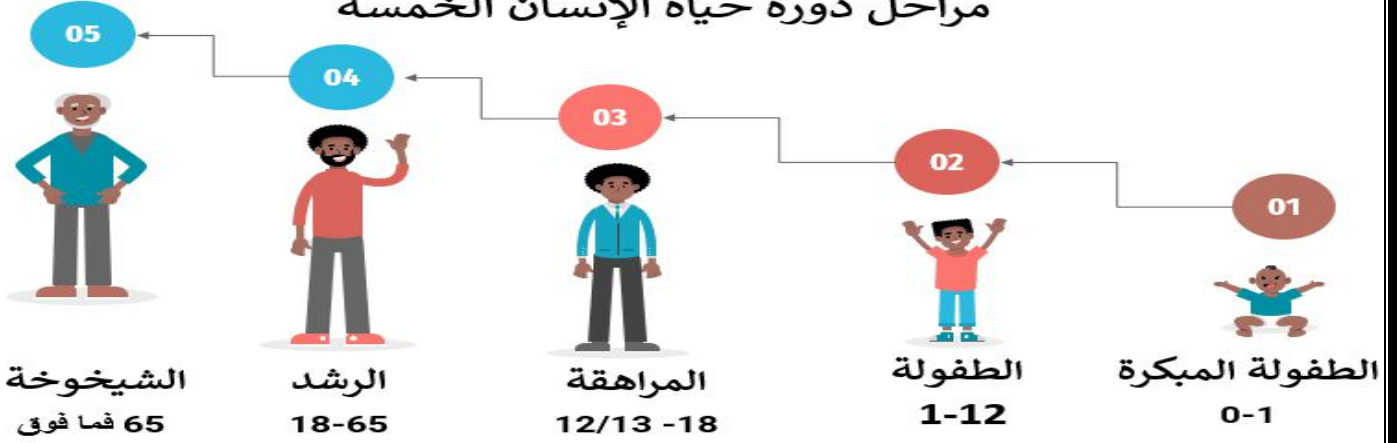 مراحل دورة حياة الإنسان الخمسة
01
الطفولة المبكرة
0-1
02
الطفولة
1-12
03
المراهقة
12/13 -18
04
الرشد
18-65
05
الشيخوخة
65 فما فوق